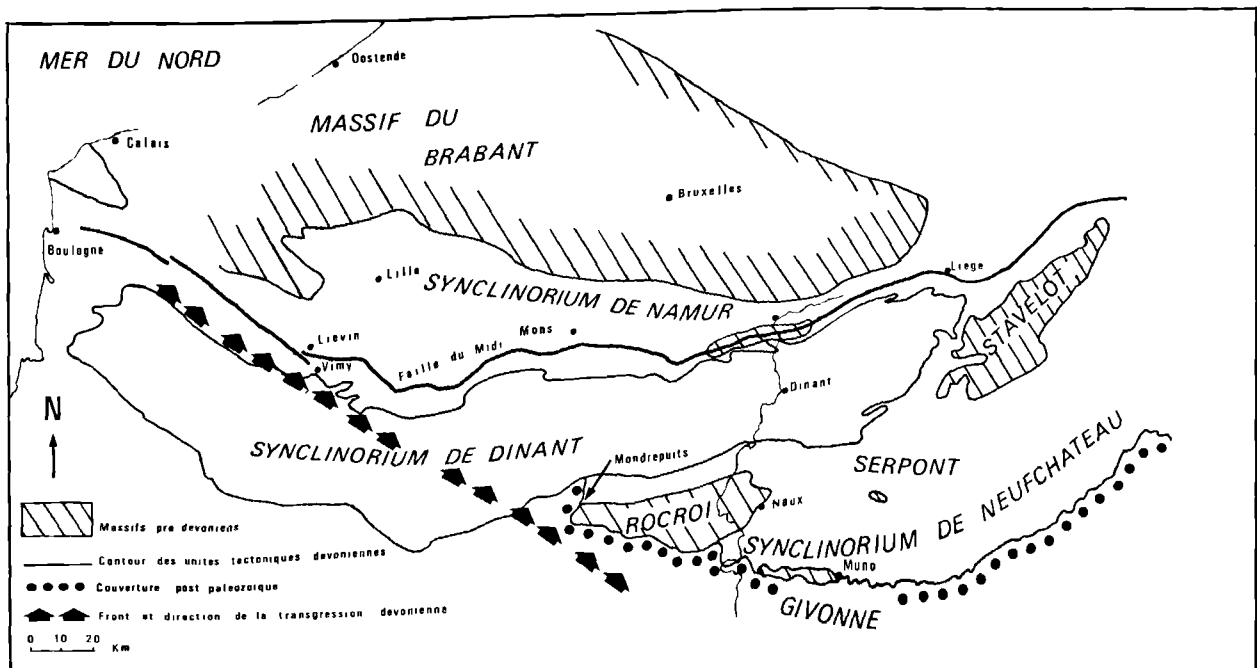 MER DU NORD
Oostende
Calais
MASSIF DU
BRABANT
Bruxelles
Boulogne
Lille
SYNCLINORIUM DE NAMUR
Liège
STAVELOT
Liévin
Vimy
Faille du Midi
Mons
Dinant
N
SYNCLINORIUM DE DINANT
Mondrepuits
SERPONT
ROCROI
Naux
SYNCLINORIUM DE NEUFCHATEAU
Muno
GIVONNE
Massifs pre devoniens
Contour des unites tectoniques devoniennes
Couverture post paleozoique
Front et direction de la transgression devonienne
0 10 20
Km